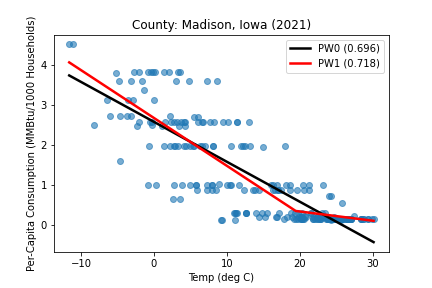 County: Madison, Iowa (2021)
PW0 (0.696)
PW1 (0.718)
Per-Capita Consumption (MMBtu/1000 Households)
4
3
2
1
0
−10
0
10
20
30
Temp (deg C)